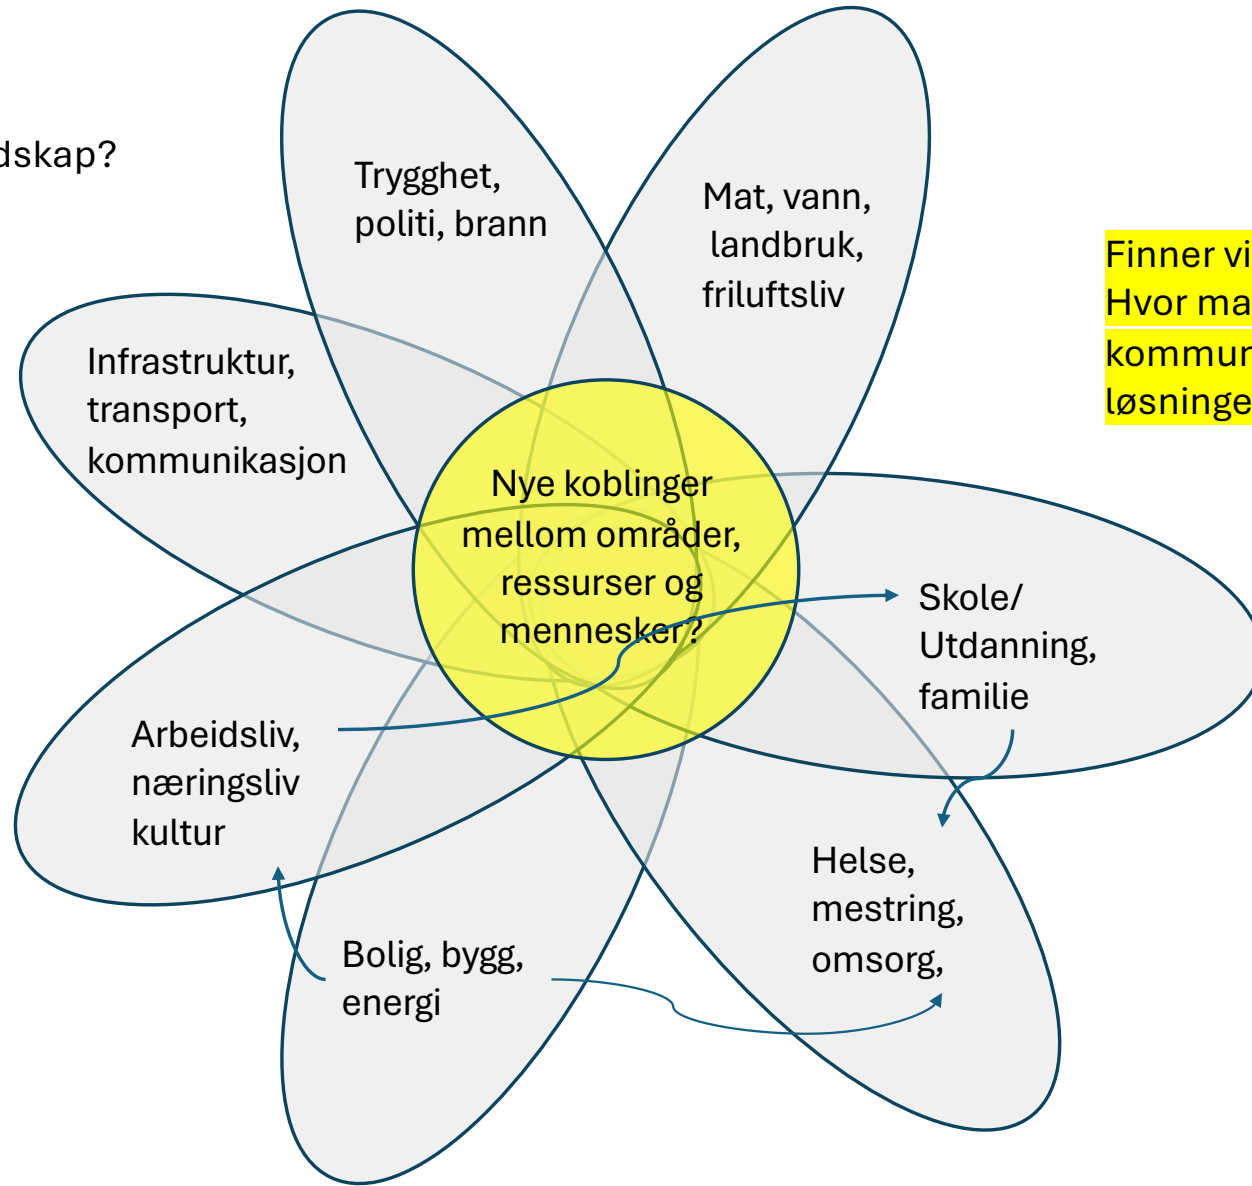 dskap?
Trygghet,
politi, brann
Mat, vann,
landbruk,
friluftsliv
Finner vi
Hvor ma
kommun
løsninge
Infrastruktur,
transport,
kommunikasjon
Nye koblinger
mellom områder,
ressurser og
mennesker?
Skole/
Utdanning,
familie
Arbeidsliv,
næringsliv
kultur
Helse,
mestring,
omsorg,
Bolig, bygg,
energi